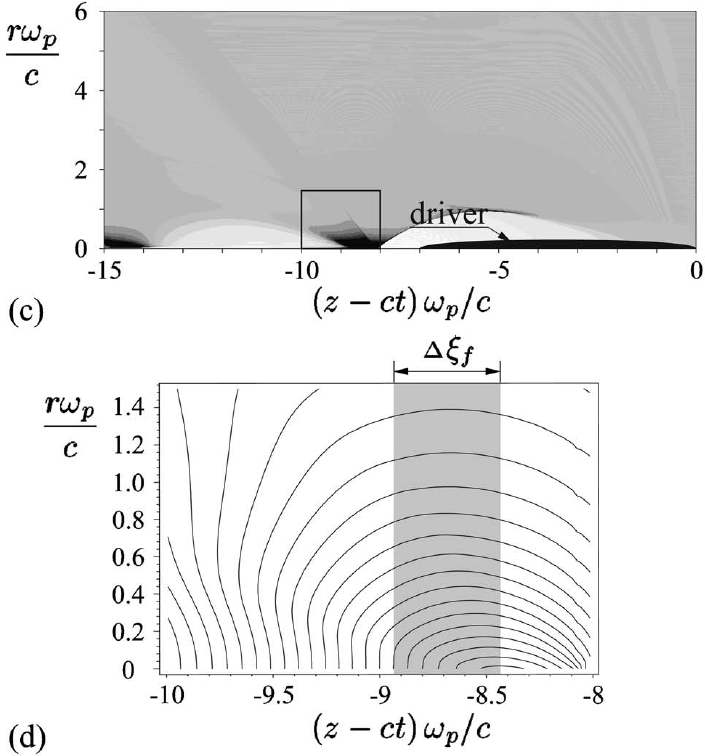 6
rω_p
c
4
2
driver
0
-15
-10
-5
0
(z − ct) ω_p/c
(c)
Δξ_f
rω_p
c
1.4
1.2
1.0
0.8
0.6
0.4
0.2
0
-10
-9.5
-9
-8.5
-8
(z − ct) ω_p/c
(d)